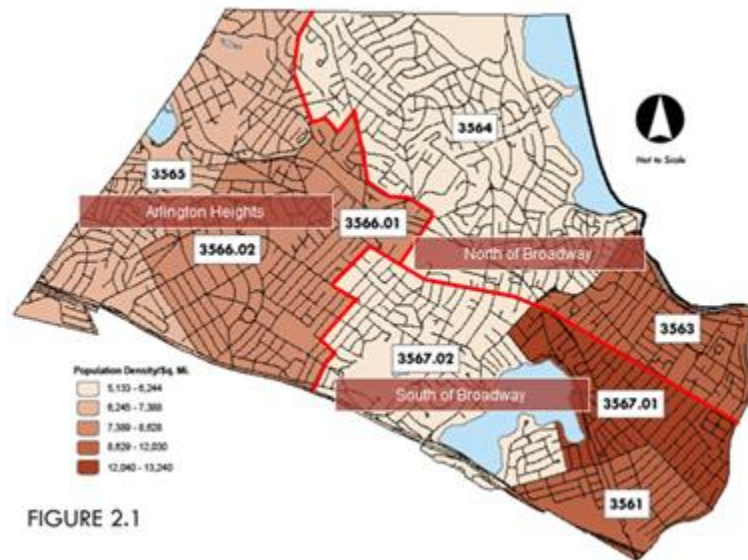 3564
Not to Scale
3565
Arlington Heights
3566.01
3566.02
North of Broadway
3563
3567.02
Population Density/Sq. Mi.
5,133 - 6,244
6,245 - 7,388
7,389 - 8,628
8,629 - 12,030
12,040 - 13,240
South of Broadway
3567.01
3561
FIGURE 2.1